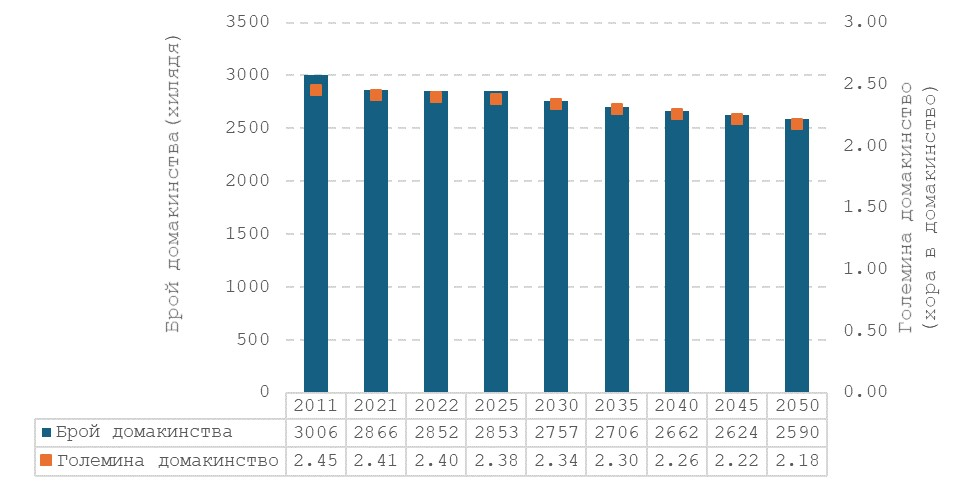 3500
3000
2500
2000
1500
1000
500
0
Брой домакинства(хилядя)
3.00
2.50
2.00
1.50
1.00
0.50
0.00
Големина домакинство
(хора в домакинство)
2011 2021 2022 2025 2030 2035 2040 2045 2050
Брой домакинства 3006 2866 2852 2853 2757 2706 2662 2624 2590
Големина домакинство 2.45 2.41 2.40 2.38 2.34 2.30 2.26 2.22 2.18